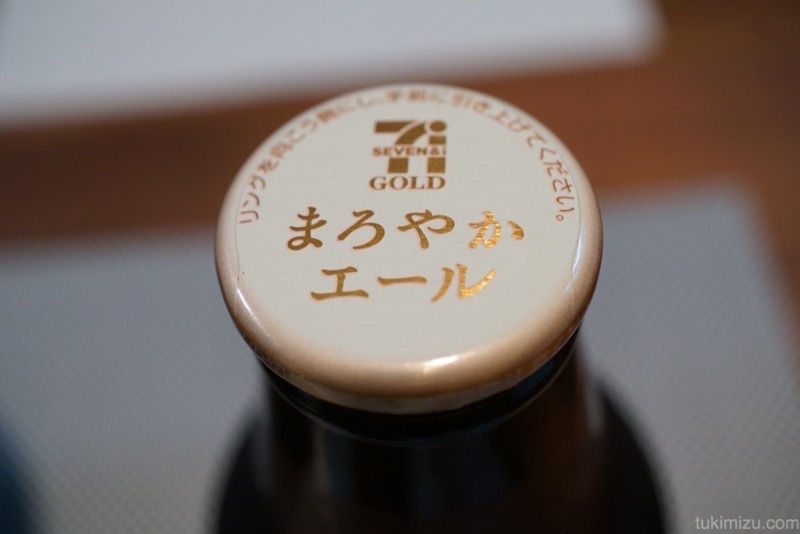 リングを向こう側にし、手前に引き上げてください。
7i
SEVEN&i
GOLD
まろやか
エール
tukimizu.com